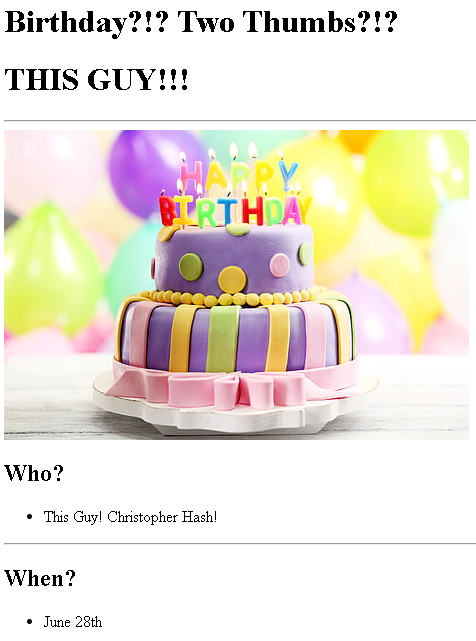 Birthday?!? Two Thumbs?!?
THIS GUY!!!
HAPPY
BIRTHDAY
Who?
This Guy! Christopher Hash!
When?
June 28th